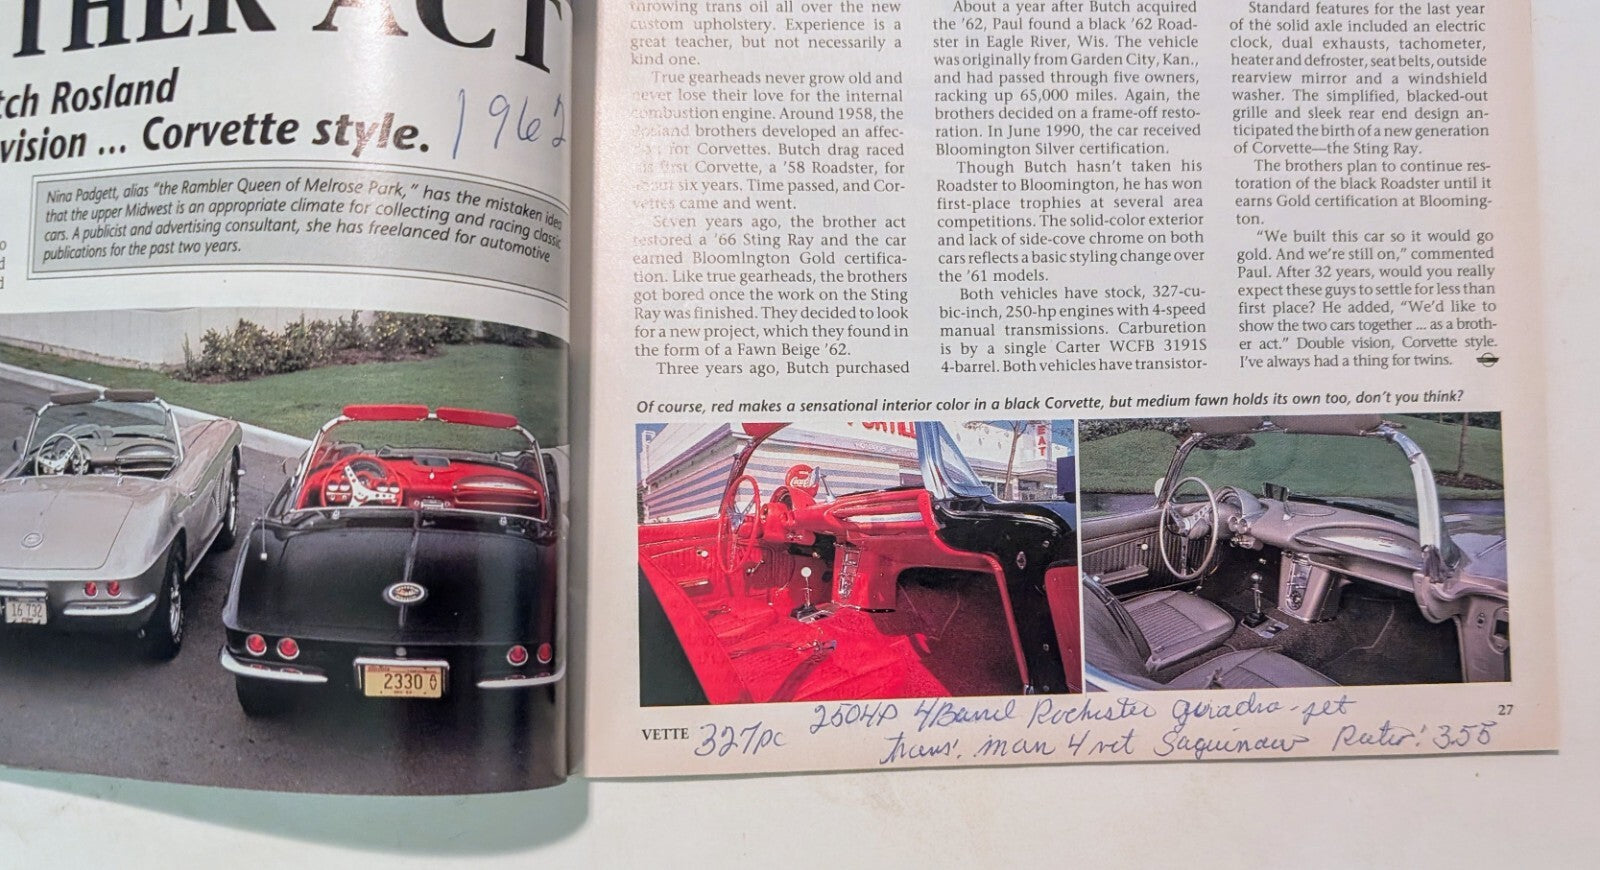 THER ACT
tch Rosland
vision ... Corvette style.
1962
Nina Padgett, alias "the Rambler Queen of Melrose Park," has the mistaken idea
that the upper Midwest is an appropriate climate for collecting and racing classic
cars. A publicist and advertising consultant, she has freelanced for automotive
publications for the past two years.
16 732
2330
throwing trans oil all over the new
custom upholstery. Experience is a
great teacher, but not necessarily a
kind one.
True gearheads never grow old and
never lose their love for the internal
combustion engine. Around 1958, the
Rosland brothers developed an affec-
for Corvettes. Butch drag raced
his first Corvette, a '58 Roadster, for
about six years. Time passed, and Cor-
vettes came and went.
Seven years ago, the brother act
restored a '66 Sting Ray and the car
earned BloomIngton Gold certifica-
tion. Like true gearheads, the brothers
got bored once the work on the Sting
Ray was finished. They decided to look
for a new project, which they found in
the form of a Fawn Beige '62.
Three years ago, Butch purchased
About a year after Butch acquired
the '62, Paul found a black '62 Road-
ster in Eagle River, Wis. The vehicle
was originally from Garden City, Kan.,
and had passed through five owners,
racking up 65,000 miles. Again, the
brothers decided on a frame-off resto-
ration. In June 1990, the car received
Bloomington Silver certification.
Though Butch hasn't taken his
Roadster to Bloomington, he has won
first-place trophies at several area
competitions. The solid-color exterior
and lack of side-cove chrome on both
cars reflects a basic styling change over
the '61 models.
Both vehicles have stock, 327-cu-
bic-inch, 250-hp engines with 4-speed
manual transmissions. Carburetion
is by a single Carter WCFB 3191S
4-barrel. Both vehicles have transistor-
Standard features for the last year
of the solid axle included an electric
clock, dual exhausts, tachometer,
heater and defroster, seat belts, outside
rearview mirror and a windshield
washer. The simplified, blacked-out
grille and sleek rear end design an-
ticipated the birth of a new generation
of Corvette—the Sting Ray.
The brothers plan to continue res-
toration of the black Roadster until it
earns Gold certification at Blooming-
ton.
"We built this car so it would go
gold. And we're still on," commented
Paul. After 32 years, would you really
expect these guys to settle for less than
first place? He added, "We'd like to
show the two cars together ... as a broth-
er act." Double vision, Corvette style.
I've always had a thing for twins.
Of course, red makes a sensational interior color in a black Corvette, but medium fawn holds its own too, don't you think?
Coca-Cola
EAT
27
VETTE
327pc 250HP 4/Barrel Rochester Quadra-jet
trans. man 4 vit Saguinaw 3.55